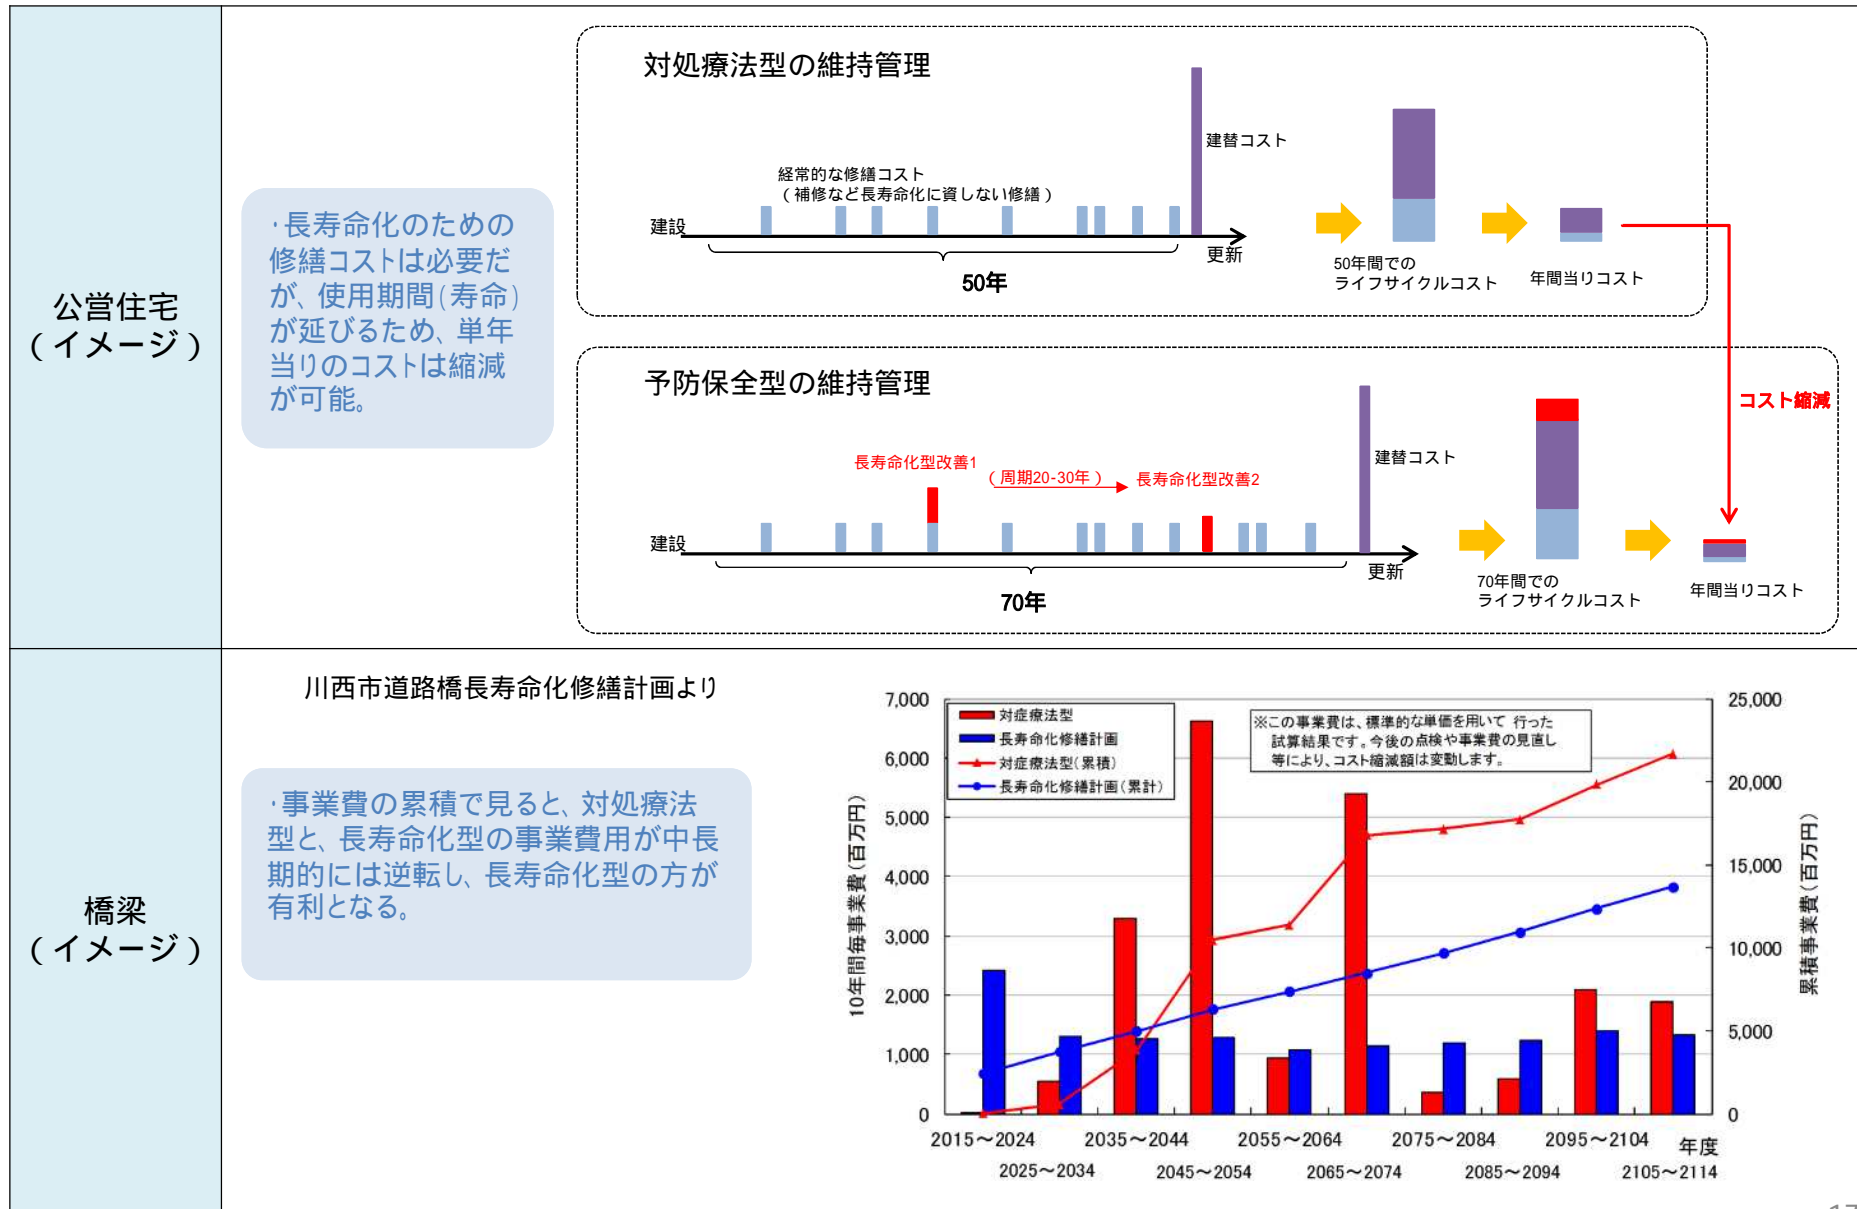 公営住宅
（イメージ）
・長寿命化のための
修繕コストは必要だ
が、使用期間（寿命）
が延びるため、単年
当りのコストは縮減
が可能。
対処療法型の維持管理
経常的な修繕コスト
（補修など長寿命化に資しない修繕）
建替コスト
建設
更新
50年
50年間での
ライフサイクルコスト
年間当りコスト
予防保全型の維持管理
コスト縮減
長寿命化型改善1
（周期20-30年）
長寿命化型改善2
建替コスト
建設
更新
70年
70年間での
ライフサイクルコスト
年間当りコスト
橋梁
（イメージ）
川西市道路橋長寿命化修繕計画より
・事業費の累積で見ると、対処療法
型と、長寿命化型の事業費用が中長
期的には逆転し、長寿命化型の方が
有利となる。
対症療法型
長寿命化修繕計画
対症療法型（累積）
長寿命化修繕計画（累計）
※この事業費は、標準的な単価を用いて 行った
試算結果です。今後の点検や事業費の見直し
等により、コスト縮減額は変動します。
10年間毎事業費（百万円）
7,000
6,000
5,000
4,000
3,000
2,000
1,000
0
累積事業費（百万円）
25,000
20,000
15,000
10,000
5,000
0
2015～2024
2025～2034
2035～2044
2045～2054
2055～2064
2065～2074
2075～2084
2085～2094
2095～2104
2105～2114
年度